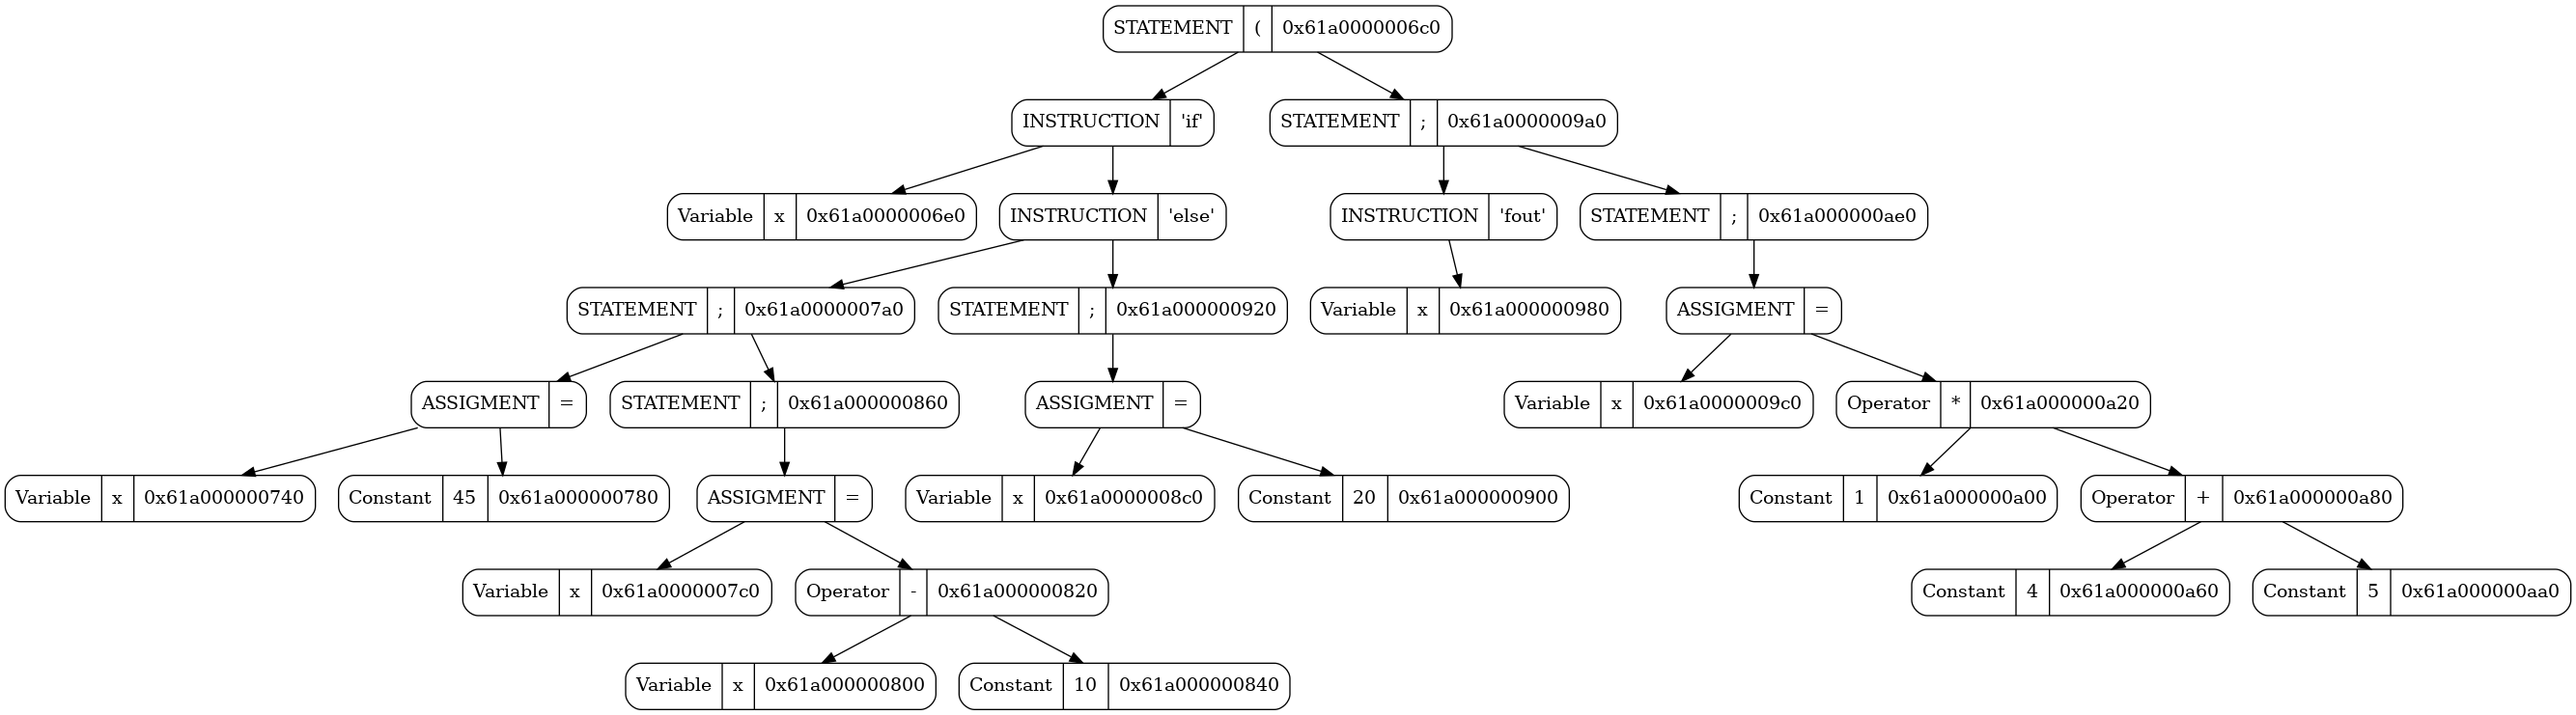 STATEMENT ( 0x61a0000006c0
INSTRUCTION 'if' STATEMENT ; 0x61a0000009a0
Variable x 0x61a0000006e0 INSTRUCTION 'else' INSTRUCTION 'fout' STATEMENT ; 0x61a000000ae0
STATEMENT ; 0x61a0000007a0 STATEMENT ; 0x61a000000920 Variable x 0x61a000000980 ASSIGMENT =
ASSIGMENT = STATEMENT ; 0x61a000000860 ASSIGMENT = Variable x 0x61a0000009c0 Operator * 0x61a000000a20
Variable x 0x61a000000740 Constant 45 0x61a000000780 ASSIGMENT = Variable x 0x61a0000008c0 Constant 20 0x61a000000900 Constant 1 0x61a000000a00 Operator + 0x61a000000a80
Variable x 0x61a0000007c0 Operator - 0x61a000000820 Constant 4 0x61a000000a60 Constant 5 0x61a000000aa0
Variable x 0x61a000000800 Constant 10 0x61a000000840